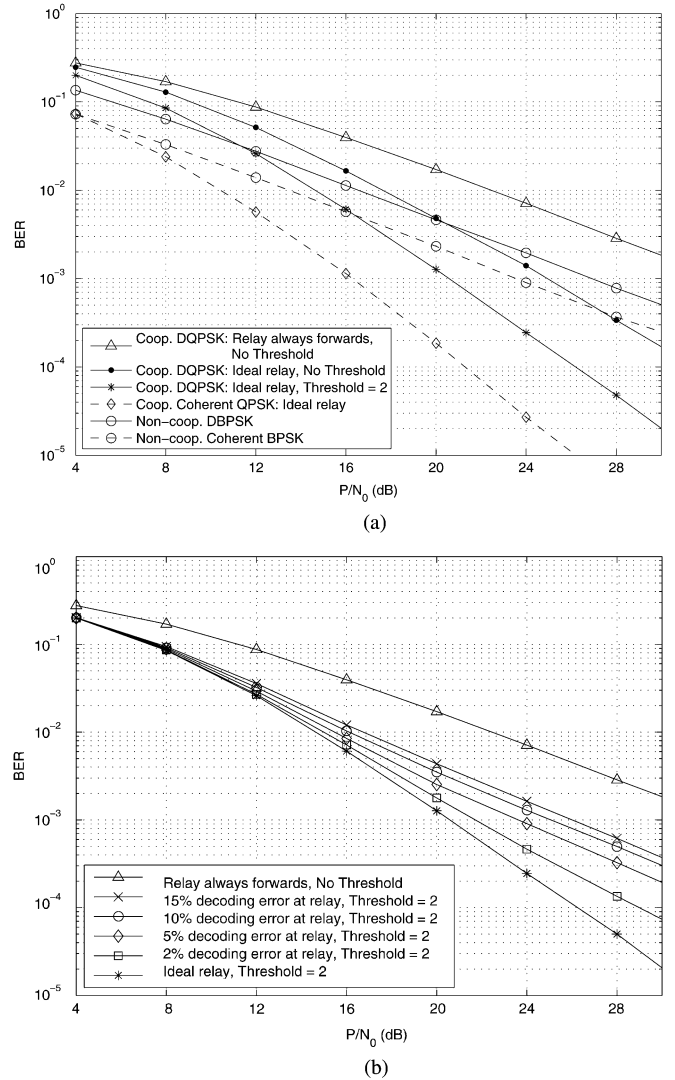 10^0
10^-1
10^-2
10^-3
10^-4
10^-5
BER
Coop. DQPSK: Relay always forwards,
No Threshold
Coop. DQPSK: Ideal relay, No Threshold
Coop. DQPSK: Ideal relay, Threshold = 2
Coop. Coherent QPSK: Ideal relay
Non-coop. DBPSK
Non-coop. Coherent BPSK
4 8 12 16 20 24 28
P/N_0 (dB)
(a)
10^0
10^-1
10^-2
10^-3
10^-4
10^-5
BER
Relay always forwards, No Threshold
15% decoding error at relay, Threshold = 2
10% decoding error at relay, Threshold = 2
5% decoding error at relay, Threshold = 2
2% decoding error at relay, Threshold = 2
Ideal relay, Threshold = 2
4 8 12 16 20 24 28
P/N_0 (dB)
(b)